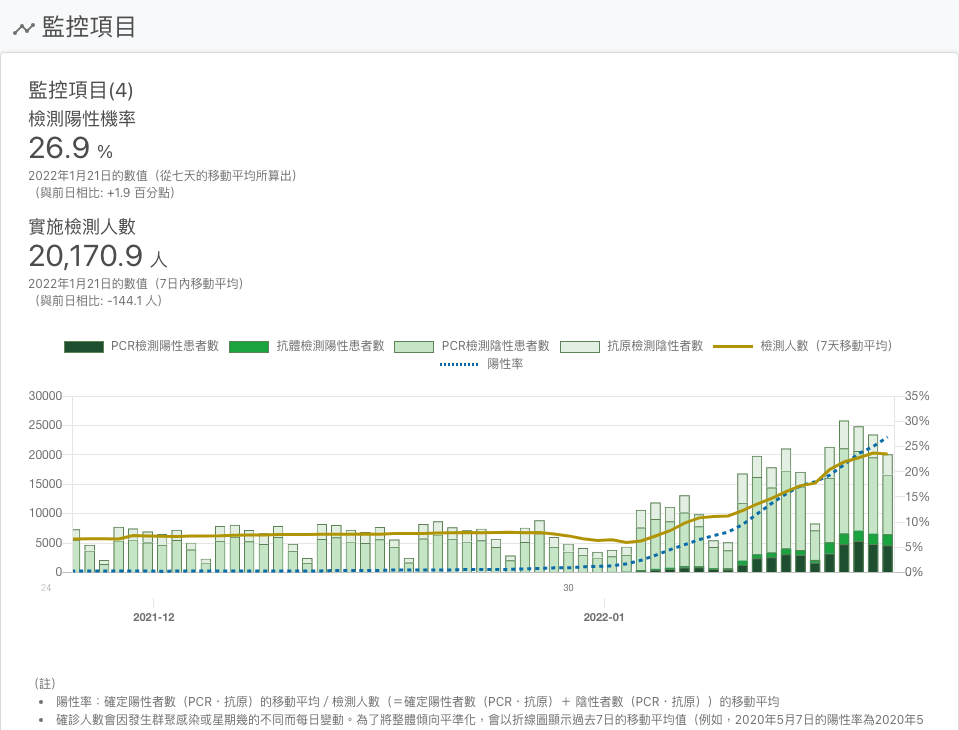 監控項目
監控項目(4)
檢測陽性機率
26.9 %
2022年1月21日的數值（從七天的移動平均所算出）
（與前日相比: +1.9 百分點）
實施檢測人數
20,170.9 人
2022年1月21日的數值（7日內移動平均）
（與前日相比: -144.1 人）
PCR檢測陽性患者數 抗體檢測陽性患者數 PCR檢測陰性患者數 抗原檢測陰性者數 檢測人數（7天移動平均）
陽性率
30000 35%
25000 30%
20000 25%
15000 20%
10000 15%
5000 10%
0 5%
0%
24 30
2021-12 2022-01
（註）
• 陽性率：確定陽性者數（PCR・抗原）的移動平均 / 檢測人數（＝確定陽性者數（PCR・抗原）＋ 陰性者數（PCR・抗原））的移動平均
• 確診人數會因發生群聚感染或星期幾的不同而每日變動。為了將整體傾向平準化，會以折線圖顯示過去7日的移動平均值（例如，2020年5月7日的陽性率為2020年5